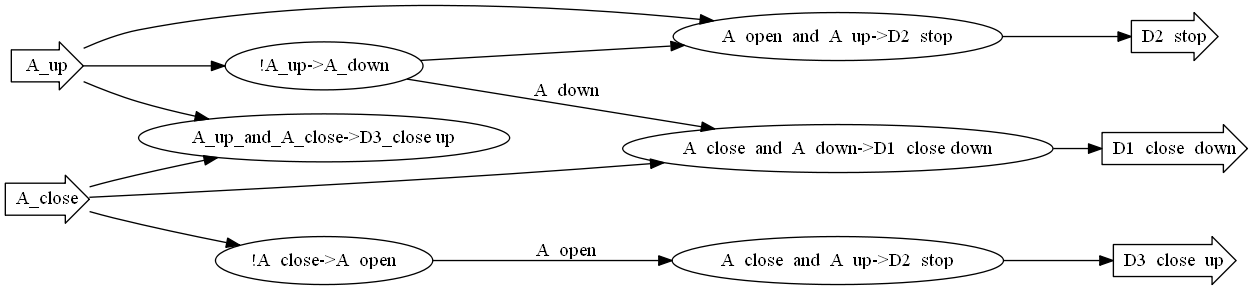 A_up
!A_up->A_down
A open and A up->D2 stop
D2 stop
A down
A_up_and_A_close->D3_close up
A close and A down->D1 close down
D1 close down
A_close
!A close->A open
A open
A close and A up->D2 stop
D3 close up